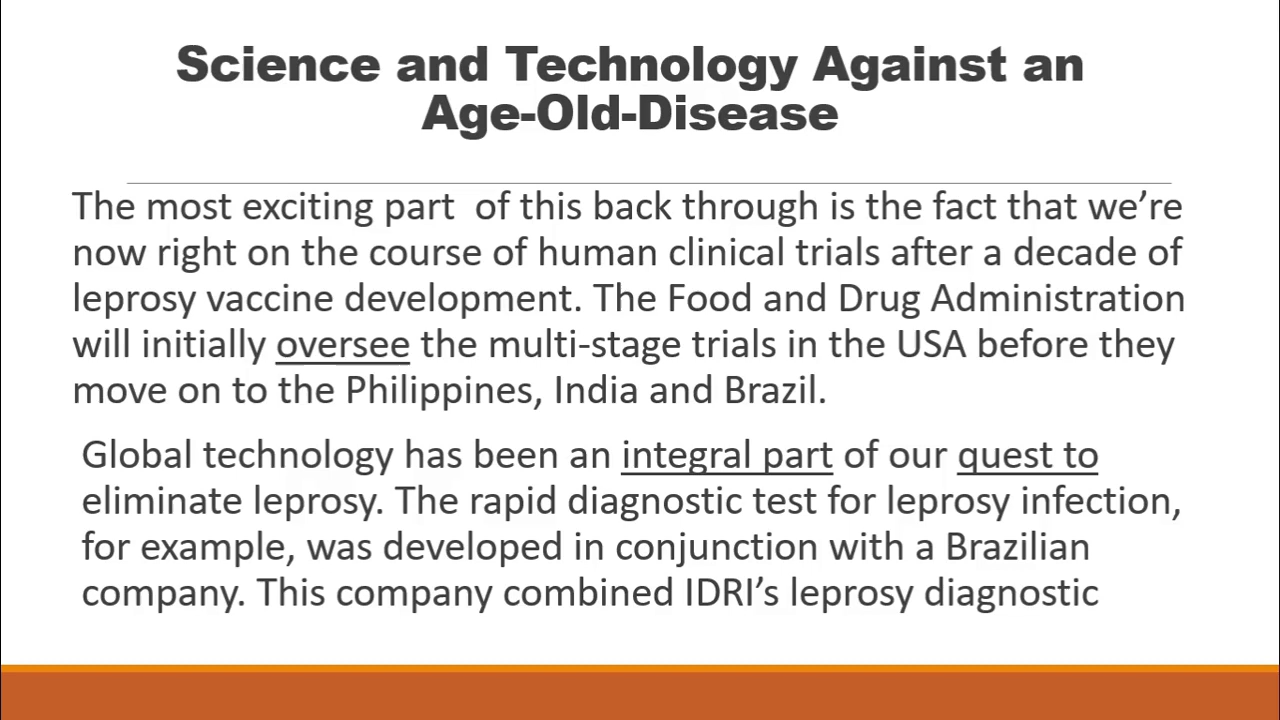 Science and Technology Against an
Age-Old-Disease
The most exciting part  of this back through is the fact that we’re
now right on the course of human clinical trials after a decade of
leprosy vaccine development. The Food and Drug Administration
will initially oversee the multi-stage trials in the USA before they
move on to the Philippines, India and Brazil.
Global technology has been an integral part of our quest to
eliminate leprosy. The rapid diagnostic test for leprosy infection,
for example, was developed in conjunction with a Brazilian
company. This company combined IDRI’s leprosy diagnostic